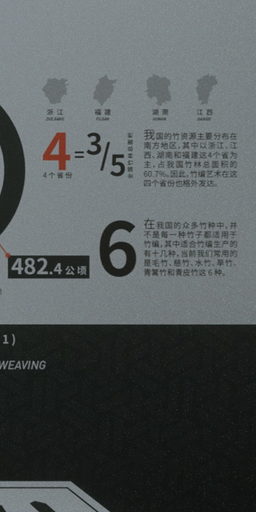 浙 江
福 建
湖 南
江 西
ZHEJIANG
FUJIAN
HUNAN
JIANGXI
4=3/5
4个省份
我国的竹资源主要分布在
南方地区,其中以浙江、江
西、湖南和福建这4个省为
主,占我国竹林总面积的
60.7%。因此,竹编艺术在这
四个省份也格外发达。
6
在我国的众多竹种中,并
不是每一种竹子都适用于
竹编,其中适合竹编生产的
有十几种,当前我们常用的
是毛竹、慈竹、水竹、旱竹、
青篱竹和青皮竹这 6 种。
482.4公顷
1)
WEAVING